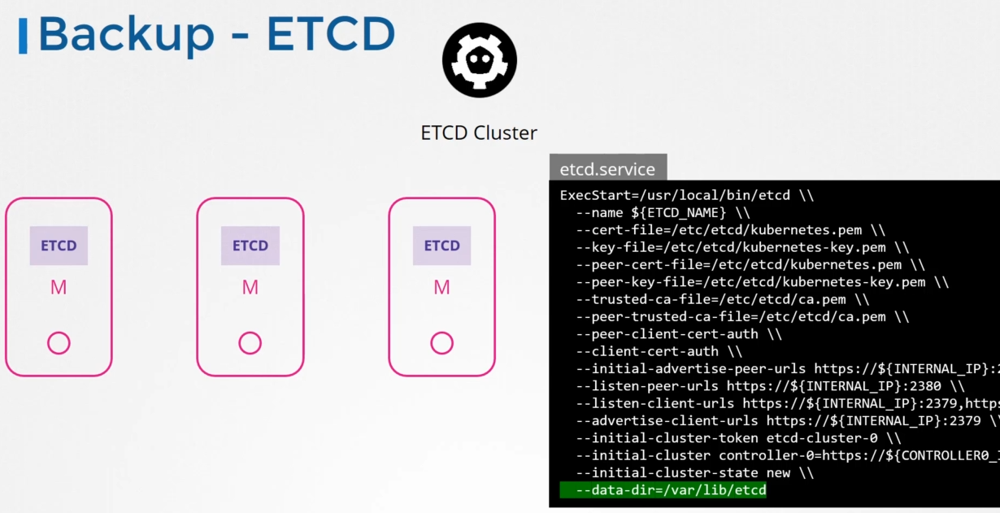 Backup - ETCD
ETCD Cluster
ETCD
M
ETCD
M
ETCD
M
etcd.service
ExecStart=/usr/local/bin/etcd \\
--name ${ETCD_NAME} \\
--cert-file=/etc/etcd/kubernetes.pem \\
--key-file=/etc/etcd/kubernetes-key.pem \\
--peer-cert-file=/etc/etcd/kubernetes.pem \\
--peer-key-file=/etc/etcd/kubernetes-key.pem \\
--trusted-ca-file=/etc/etcd/ca.pem \\
--peer-trusted-ca-file=/etc/etcd/ca.pem \\
--peer-client-cert-auth \\
--client-cert-auth \\
--initial-advertise-peer-urls https://${INTERNAL_IP}:2
--listen-peer-urls https://${INTERNAL_IP}:2380 \\
--listen-client-urls https://${INTERNAL_IP}:2379,https
--advertise-client-urls https://${INTERNAL_IP}:2379 \\
--initial-cluster-token etcd-cluster-0 \\
--initial-cluster controller-0=https://${CONTROLLER0_
--initial-cluster-state new \\
--data-dir=/var/lib/etcd